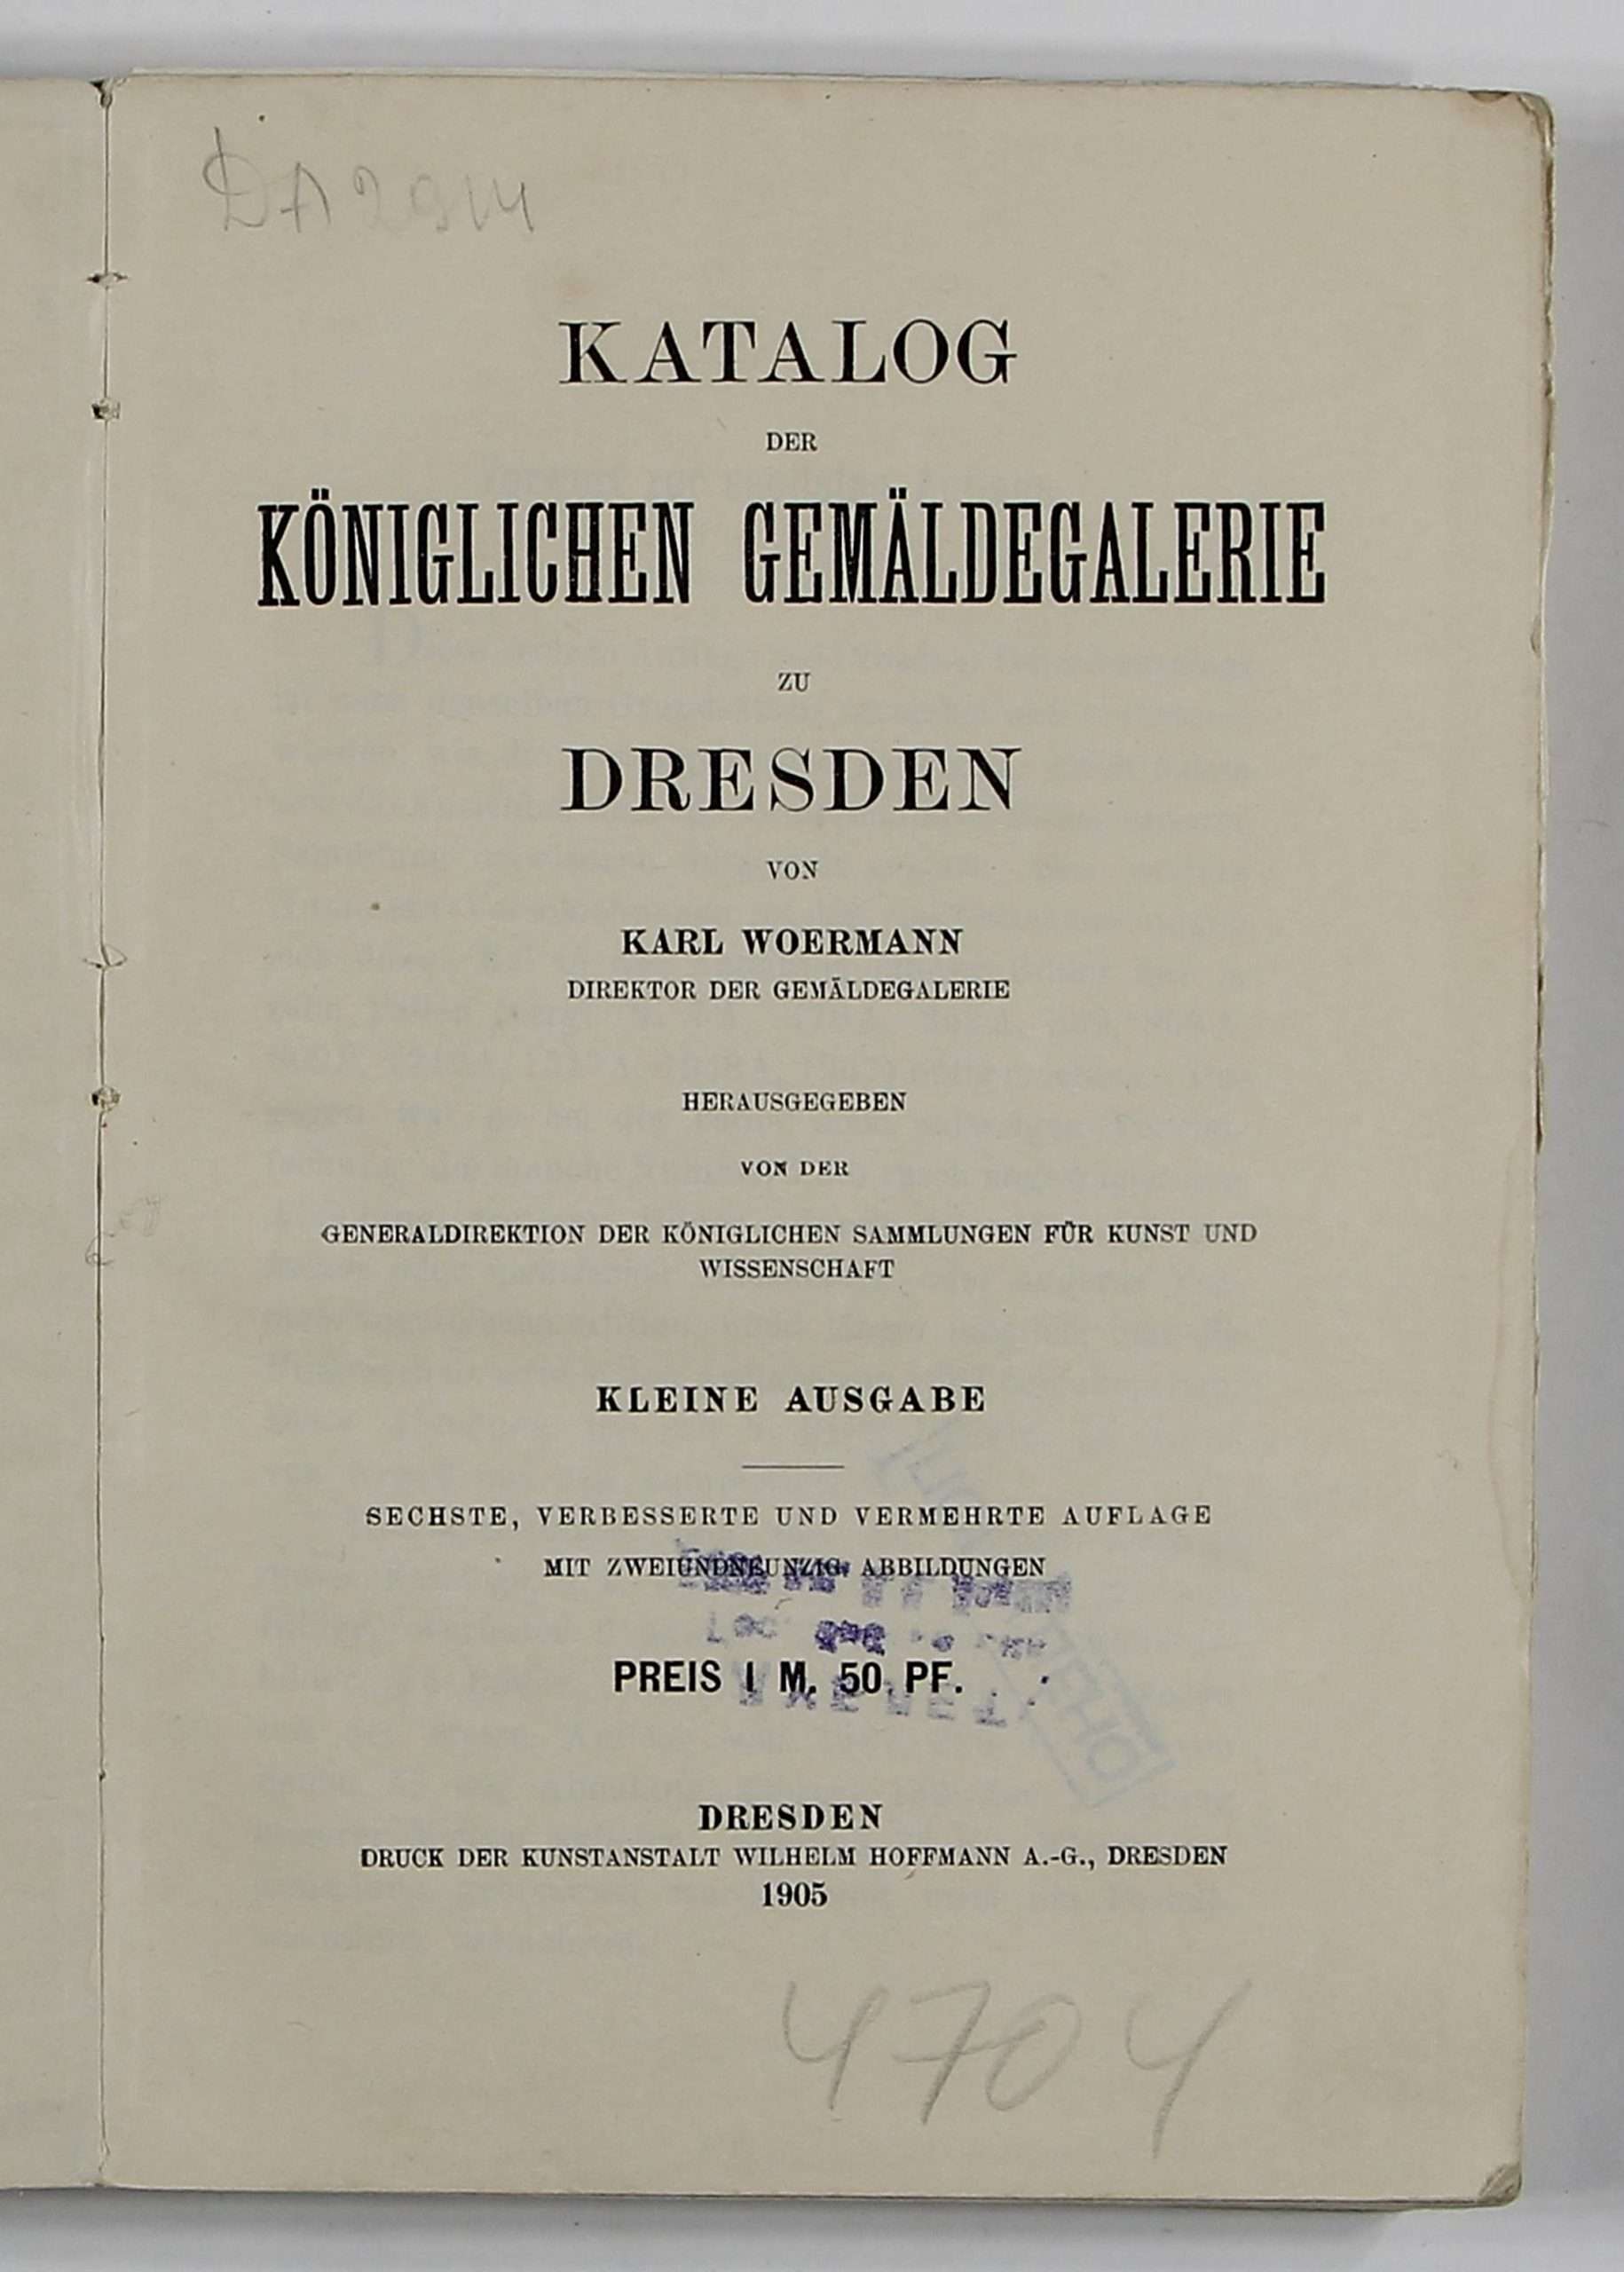 DA 2914
KATALOG
DER
KÖNIGLICHEN GEMÄLDEGALERIE
ZU
DRESDEN
VON
KARL WOERMANN
DIREKTOR DER GEMÄLDEGALERIE
HERAUSGEGEBEN
VON DER
GENERALDIREKTION DER KÖNIGLICHEN SAMMLUNGEN FÜR KUNST UND
WISSENSCHAFT
KLEINE AUSGABE
SECHSTE, VERBESSERTE UND VERMEHRTE AUFLAGE
MIT ZWEIUNDNEUNZIG ABBILDUNGEN
PREIS 1 M. 50 PF.
DRESDEN
DRUCK DER KUNSTANSTALT WILHELM HOFFMANN A.-G., DRESDEN
1905
4704